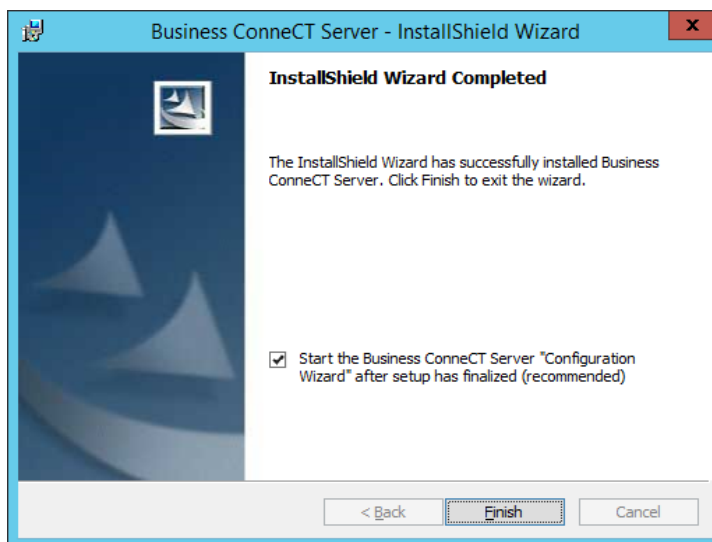 Business ConneCT Server - InstallShield Wizard
x
InstallShield Wizard Completed
The InstallShield Wizard has successfully installed Business
ConneCT Server. Click Finish to exit the wizard.
Start the Business ConneCT Server "Configuration
Wizard" after setup has finalized (recommended)
< Back
Finish
Cancel